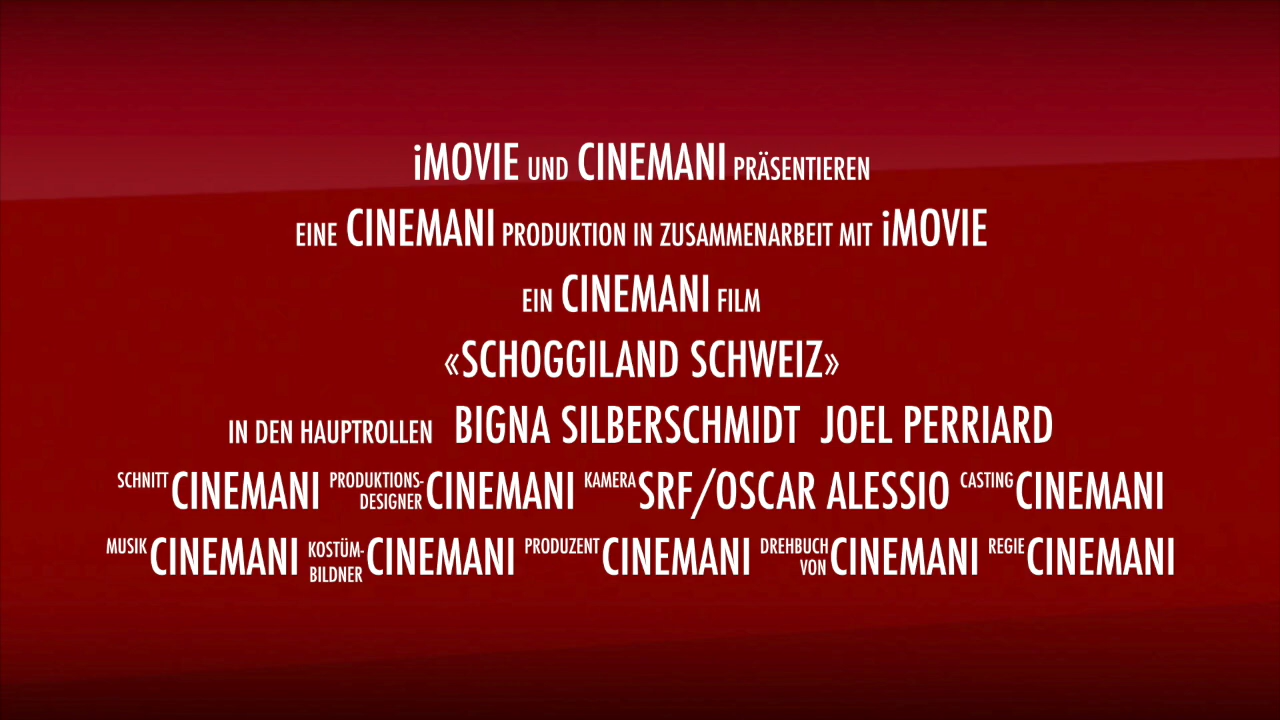 iMOVIE UND CINEMANI PRÄSENTIEREN
EINE CINEMANI PRODUKTION IN ZUSAMMENARBEIT MIT iMOVIE
EIN CINEMANI FILM
«SCHOGGILAND SCHWEIZ»
IN DEN HAUPTROLLEN BIGNA SILBERSCHMIDT JOEL PERRIARD
SCHNITT CINEMANI PRODUKTIONS-DESIGNER CINEMANI KAMERA SRF/OSCAR ALESSIO CASTING CINEMANI
MUSIK CINEMANI KOSTÜM-BILDNER CINEMANI PRODUZENT CINEMANI DREHBUCH VON CINEMANI REGIE CINEMANI